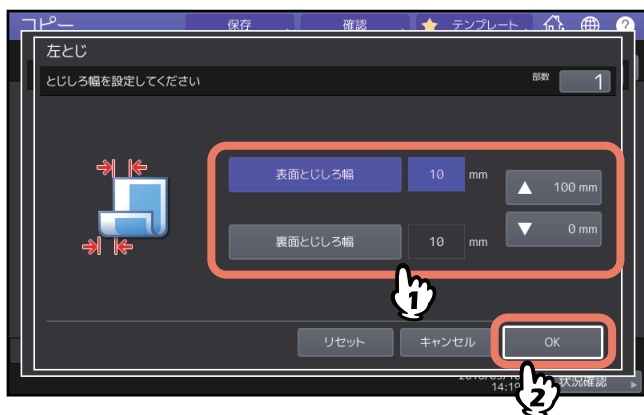 コピー 保存 確認 テンプレート ?
左とじ
とじしろ幅を設定してください 部数 1
表面とじしろ幅 10 mm ▲ 100 mm
裏面とじしろ幅 10 mm ▼ 0 mm
1
リセット キャンセル OK
14:19 状況確認
2